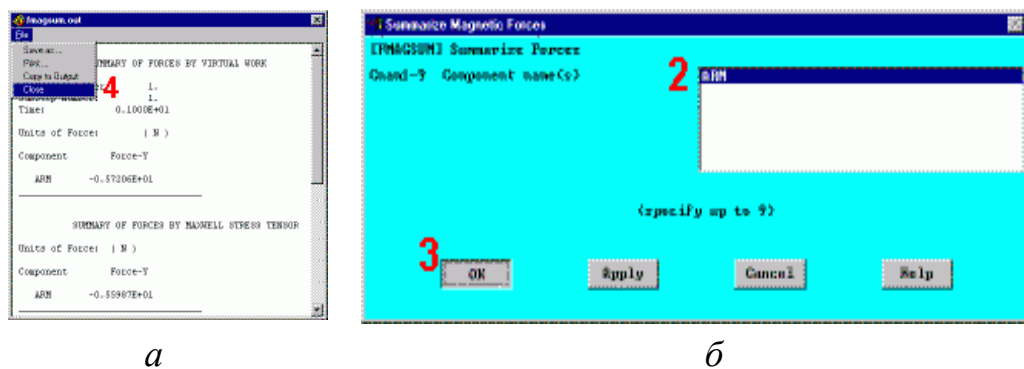 fmagsum.out
File
Save as...
Print...
Copy to Output
Close
4
MMARY OF FORCES BY VIRTUAL WORK
1.
1.
Time: 0.1000E+01
Units of Force: ( N )
Component Force-Y
ARM -0.57206E+01
SUMMARY OF FORCES BY MAXWELL STRESS TENSOR
Units of Force: ( N )
Component Force-Y
ARM -0.55987E+01
а
Summarize Magnetic Forces
[FMAGSUM] Summarize Forces
Cnam1-9 Component name(s)
2
ARM
(specify up to 9)
3
OK
Apply
Cancel
Help
б